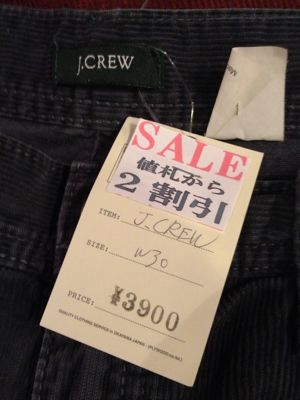 J.CREW
SALE
値札から
2割引
ITEM: J.CREW
SIZE: W30
PRICE: ¥3900